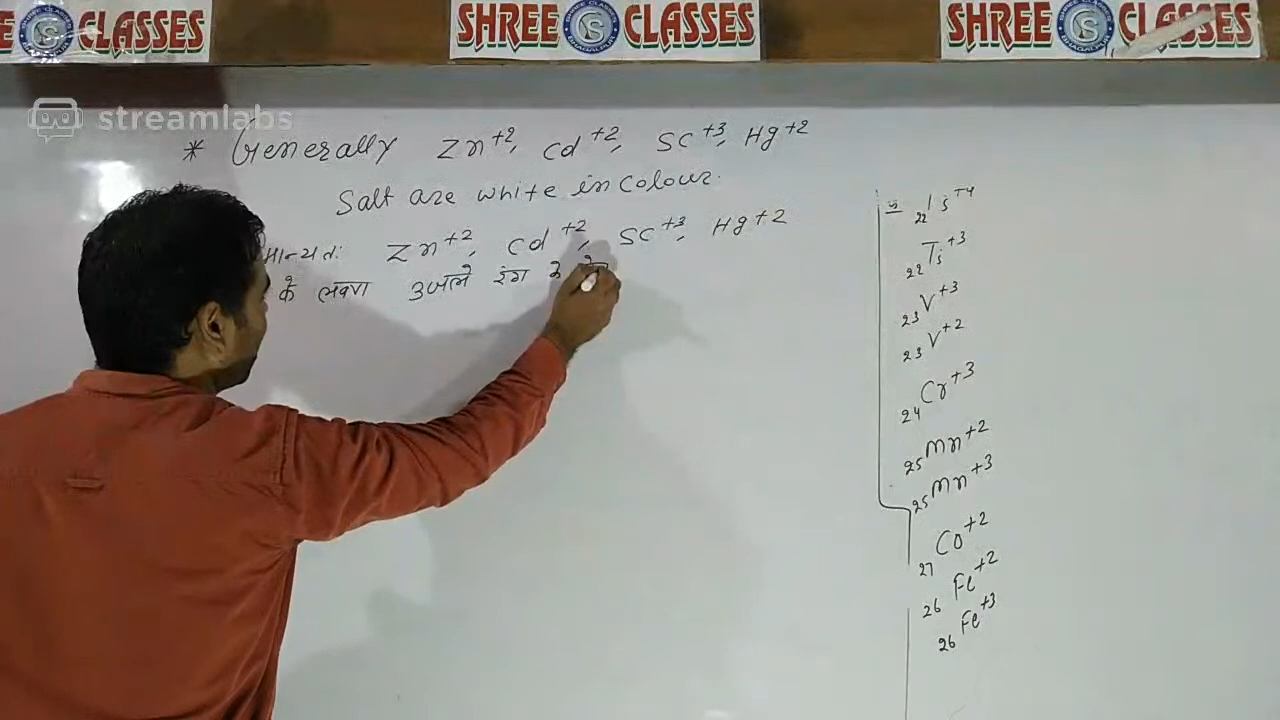 SHREE CLASSES SHREE CLASSES SHREE CLASSES
streamlabs
* Generally Zn+2, Cd+2, Sc+3, Hg+2
Salt are white in colour.
मान्यतः Zn+2, Cd+2, Sc+3, Hg+2
के लवण उजले रंग के
22Ti+4
22Ti+3
23V+3
23V+2
24Cr+3
25Mn+2
25Mn+3
27Co+2
26Fe+2
26Fe+3